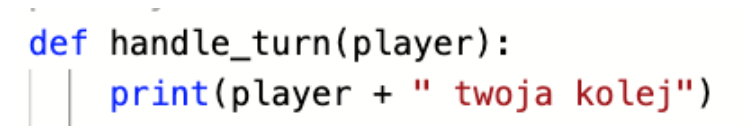 def handle_turn(player):
    print(player + " twoja kolej")